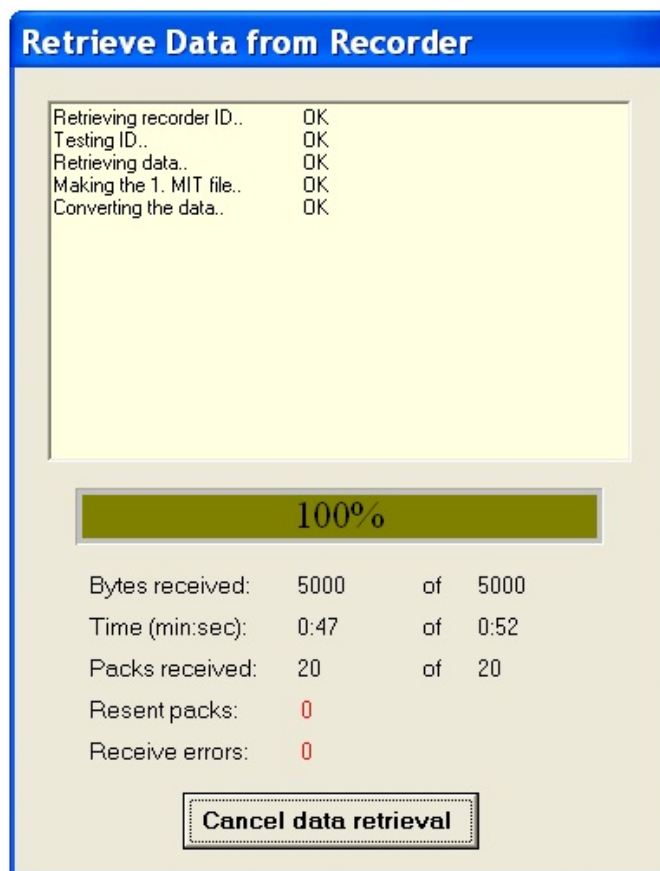 Retrieve Data from Recorder
Retrieving recorder ID.. OK
Testing ID.. OK
Retrieving data.. OK
Making the 1. MIT file.. OK
Converting the data.. OK
100%
Bytes received: 5000 of 5000
Time (min:sec): 0:47 of 0:52
Packs received: 20 of 20
Resent packs: 0
Receive errors: 0
Cancel data retrieval